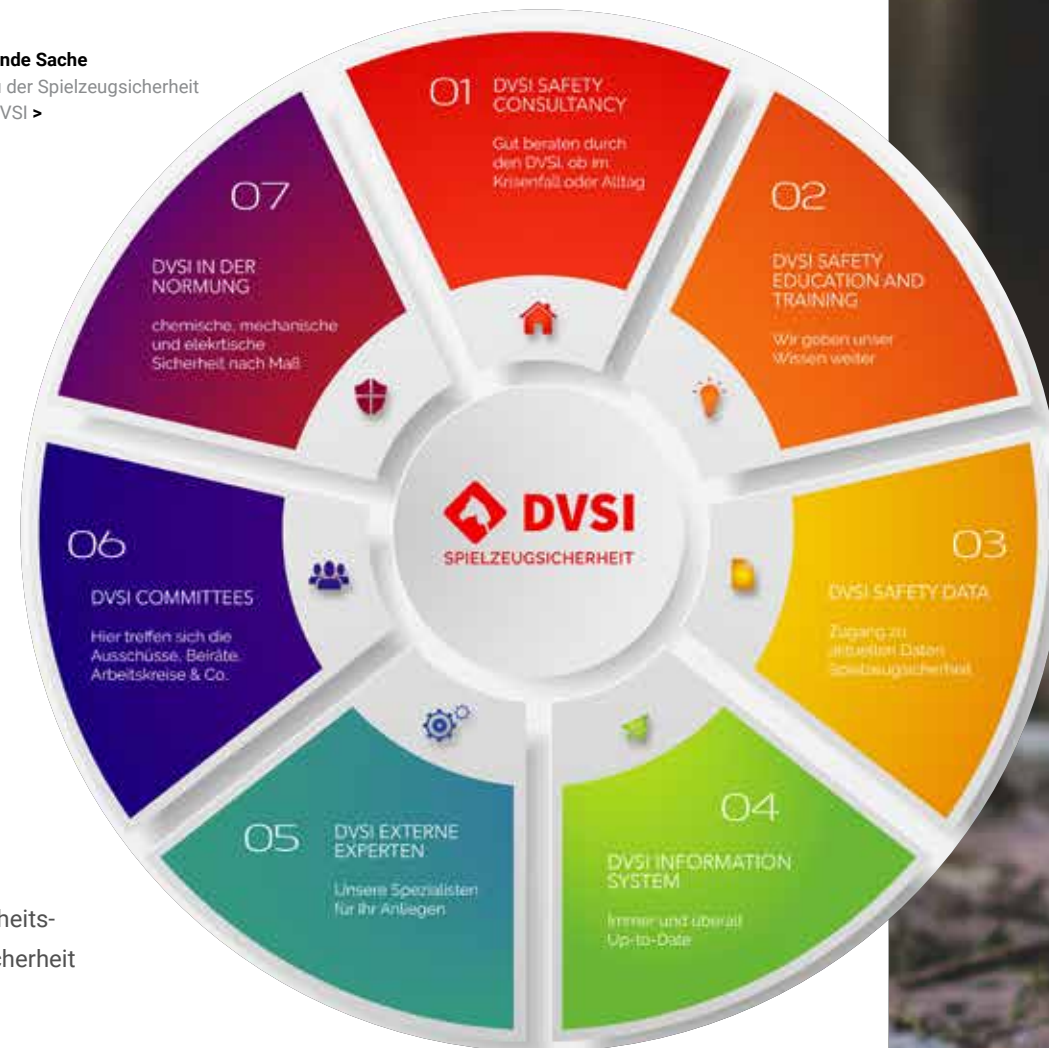 nde Sache
der Spielzeugsicherheit
VSI >
01
DVSI SAFETY
CONSULTANCY
Gut beraten durch
den DVSI, ob im
Krisenfall oder Alltag
02
DVSI SAFETY
EDUCATION AND
TRAINING
Wir geben unser
Wissen weiter
03
DVSI SAFETY DATA
Zugang zu
aktuellen Daten
Spielzeugsicherheit
04
DVSI INFORMATION
SYSTEM
Immer und überall
Up-to-Date
05
DVSI EXTERNE
EXPERTEN
Unsere Spezialisten
für Ihr Anliegen
06
DVSI COMMITTEES
Hier treffen sich die
Ausschüsse, Beiräte,
Arbeitskreise & Co.
07
DVSI IN DER
NORMUNG
chemische, mechanische
und elekrtische
Sicherheit nach Maß
DVSI
SPIELZEUGSICHERHEIT
heits-
cherheit